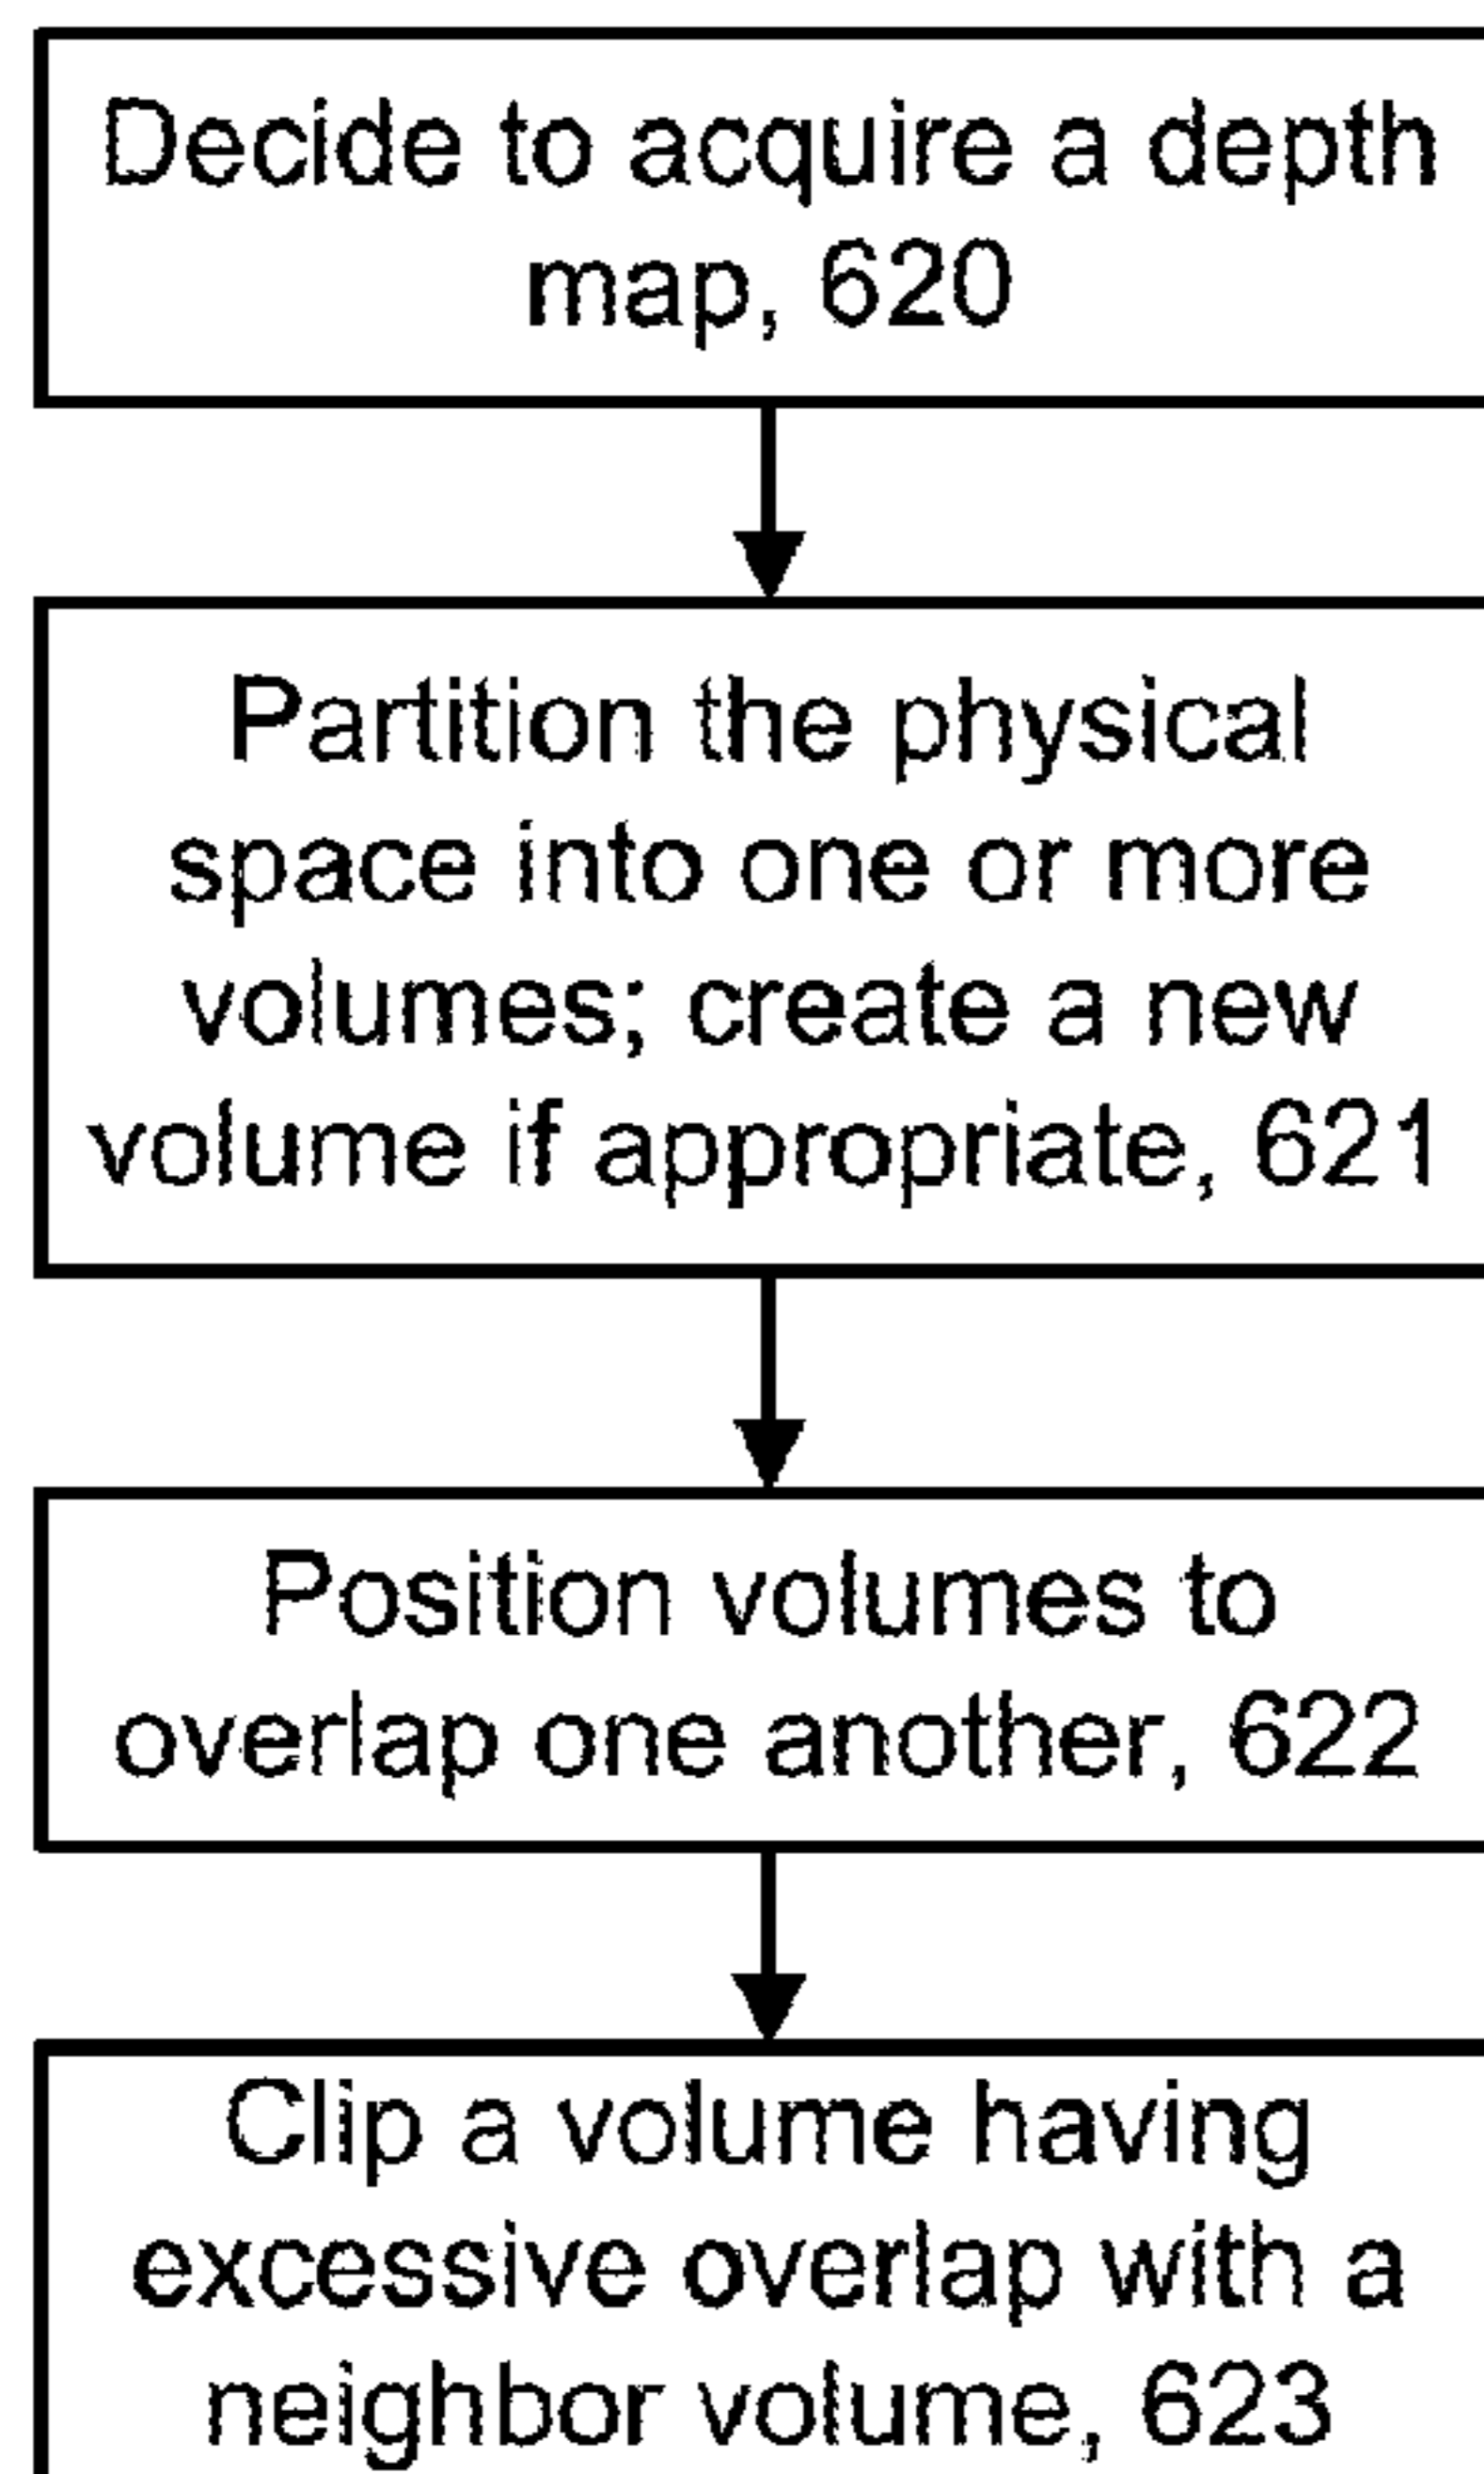 Decide to acquire a depth
map, 620
Partition the physical
space into one or more
volumes; create a new
volume if appropriate, 621
Position volumes to
overlap one another, 622
Clip a volume having
excessive overlap with a
neighbor volume, 623